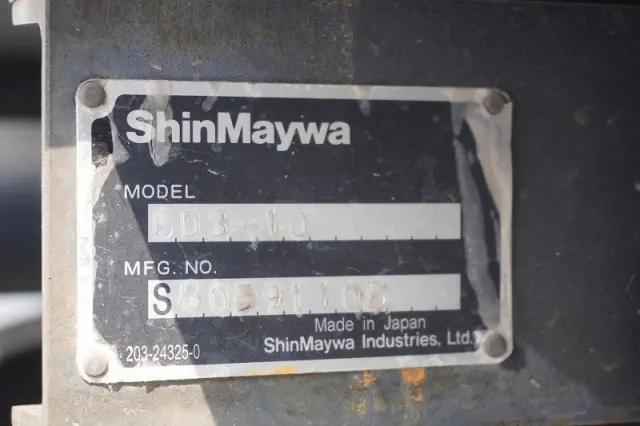 ShinMaywa
MODEL
MFG. NO.
S
Made in Japan
203-24325-0
ShinMaywa Industries, Ltd.